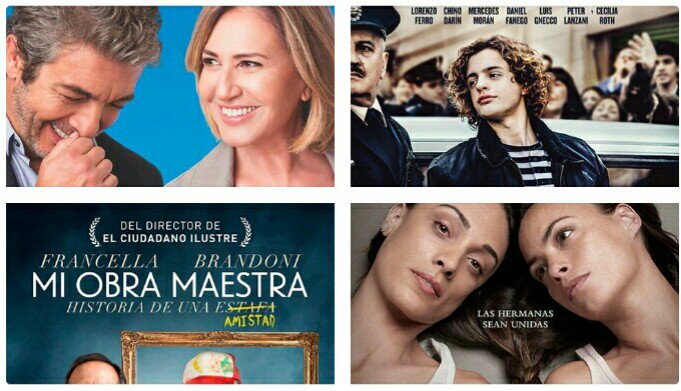 LORENZO FERRO
CHINO DARÍN
MERCEDES MORÁN
DANIEL FANEGO
LUIS GNECCO
PETER LANZANI
Y CECILIA ROTH
DEL DIRECTOR DE
EL CIUDADANO ILUSTRE
FRANCELLA BRANDONI
MI OBRA MAESTRA
HISTORIA DE UNA ESTAFA
AMISTAD
LAS HERMANAS
SEAN UNIDAS